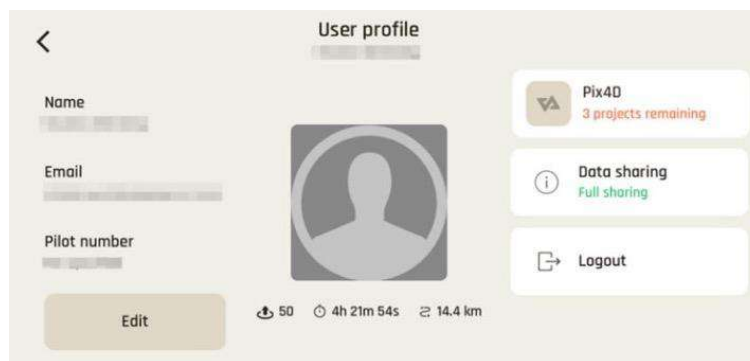 User profile
Name
Email
Pilot number
Edit
50 4h 21m 54s 14.4 km
Pix4D
3 projects remaining
Data sharing
Full sharing
Logout